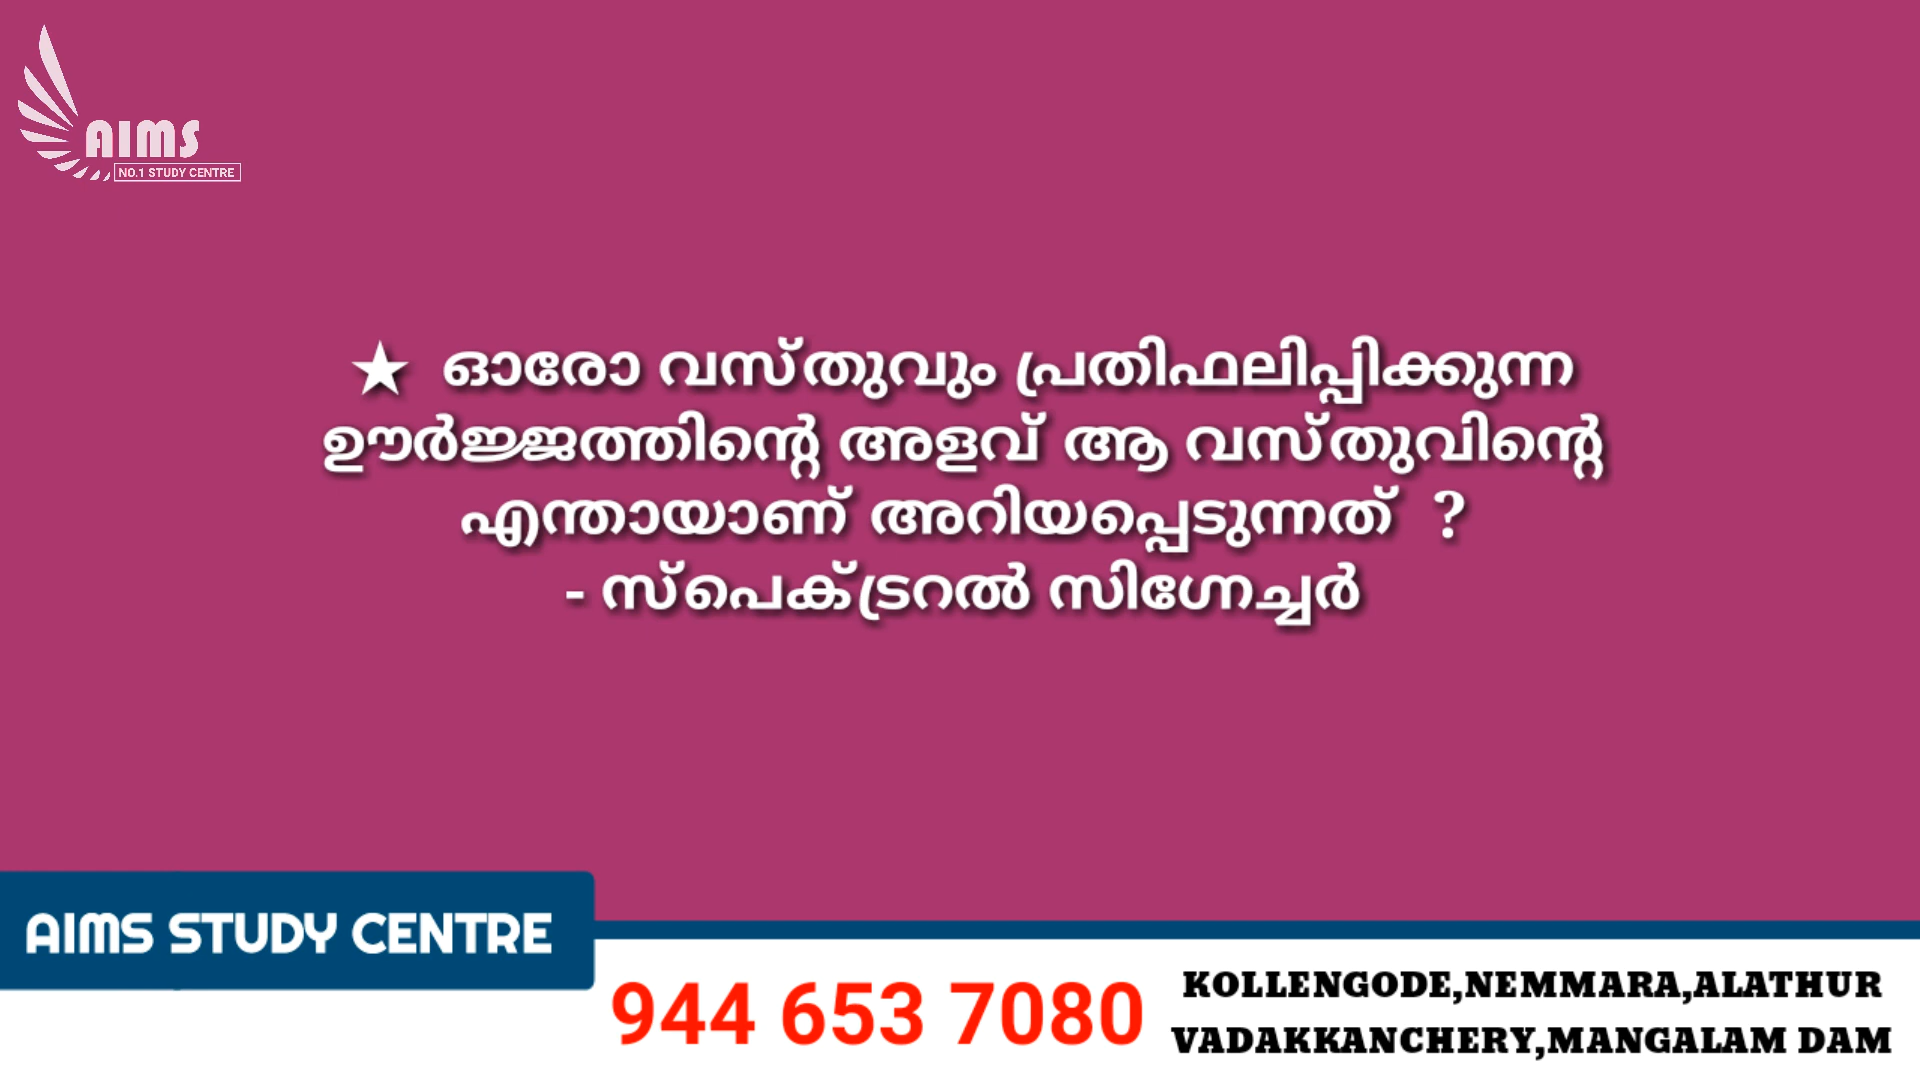 AIMS
NO.1 STUDY CENTRE
★ ഓരോ വസ്തുവും പ്രതിഫലിപ്പിക്കുന്ന
ഊർജ്ജത്തിന്റെ അളവ് ആ വസ്തുവിന്റെ
എന്തായാണ് അറിയപ്പെടുന്നത് ?
- സ്പെക്ട്രറൽ സിഗ്നേച്ചർ
AIMS STUDY CENTRE
944 653 7080
KOLLENGODE,NEMMARA,ALATHUR
VADAKKANCHERY,MANGALAM DAM